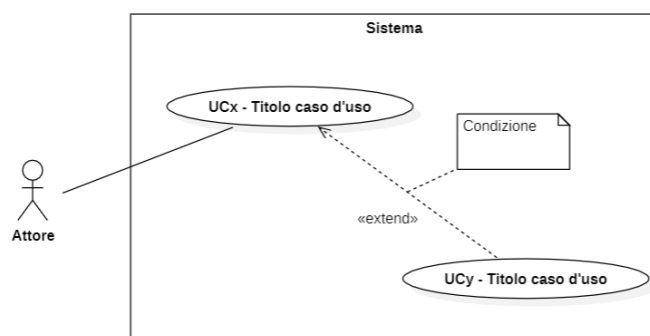 Sistema
UCx - Titolo caso d'uso
Condizione
Attore
«extend»
UCy - Titolo caso d'uso